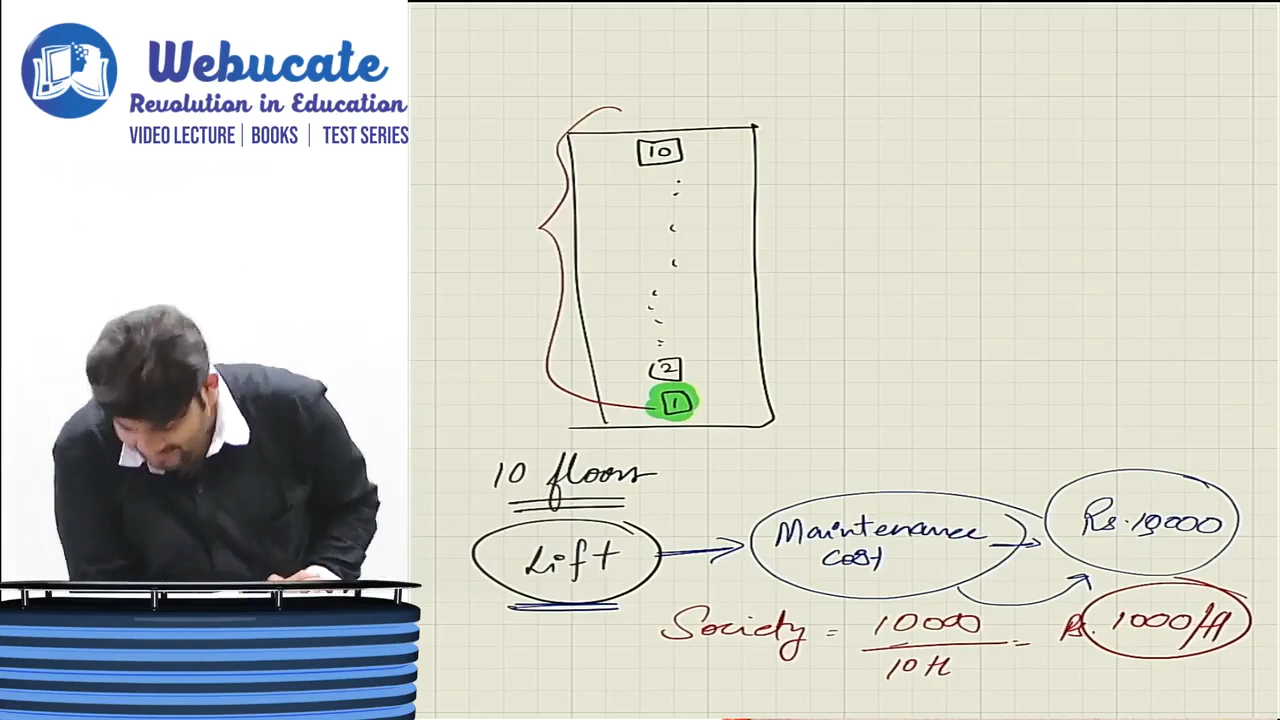 Webucate
Revolution in Education
VIDEO LECTURE | BOOKS | TEST SERIES
10
2
1
10 floors
Lift
Maintenance
cost
Rs. 10000
Society = 10000 / 10 H = Rs. 1000/H